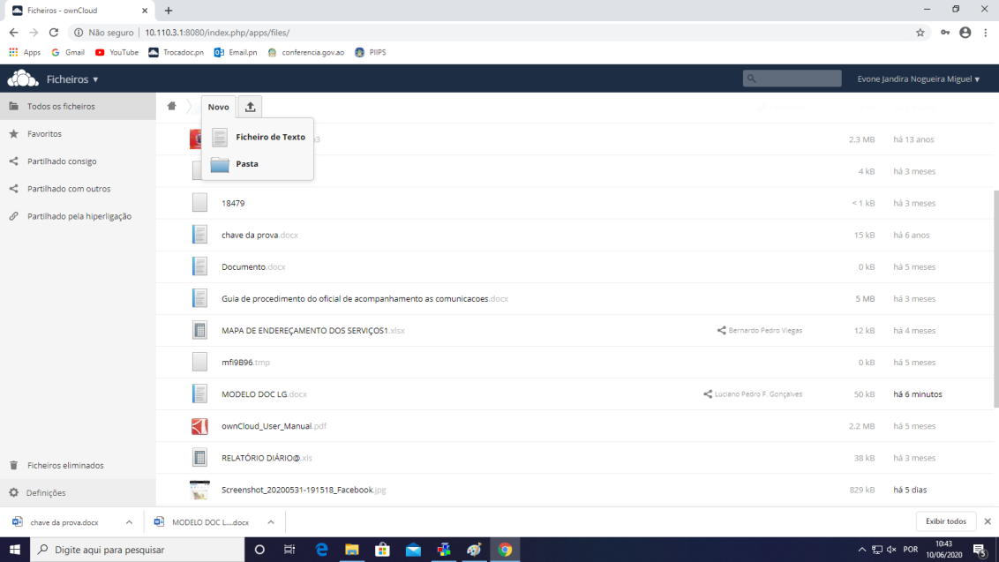 Ficheiros - ownCloud
Não seguro | 10.110.3.1:8080/index.php/apps/files/
Apps Gmail YouTube Trocadoc.pn Email.pn conferencia.gov.ao PIIPS
Ficheiros ▾ Evone Jandira Nogueira Miguel ▾
Todos os ficheiros
Favoritos
Partilhado consigo
Partilhado com outros
Partilhado pela hiperligação
Ficheiros eliminados
Definições
Novo
Ficheiro de Texto
Pasta
2.3 MB há 13 anos
4 kB há 3 meses
18479 < 1 kB há 3 meses
chave da prova.docx 15 kB há 6 anos
Documento.docx 0 kB há 5 meses
Guia de procedimento do oficial de acompanhamento as comunicacoes.docx 5 MB há 3 meses
MAPA DE ENDEREÇAMENTO DOS SERVIÇOS1.xlsx Bernardo Pedro Viegas 12 kB há 4 meses
mfi9B96.tmp 0 kB há 5 meses
MODELO DOC LG.docx Luciano Pedro F. Gonçalves 50 kB há 6 minutos
ownCloud_User_Manual.pdf 2.2 MB há 5 meses
RELATÓRIO DIÁRIO@.xls 38 kB há 3 meses
Screenshot_20200531-191518_Facebook.jpg 829 kB há 5 dias
chave da prova.docx MODELO DOC L....docx Exibir todos
Digite aqui para pesquisar POR 10:43
10/06/2020 5